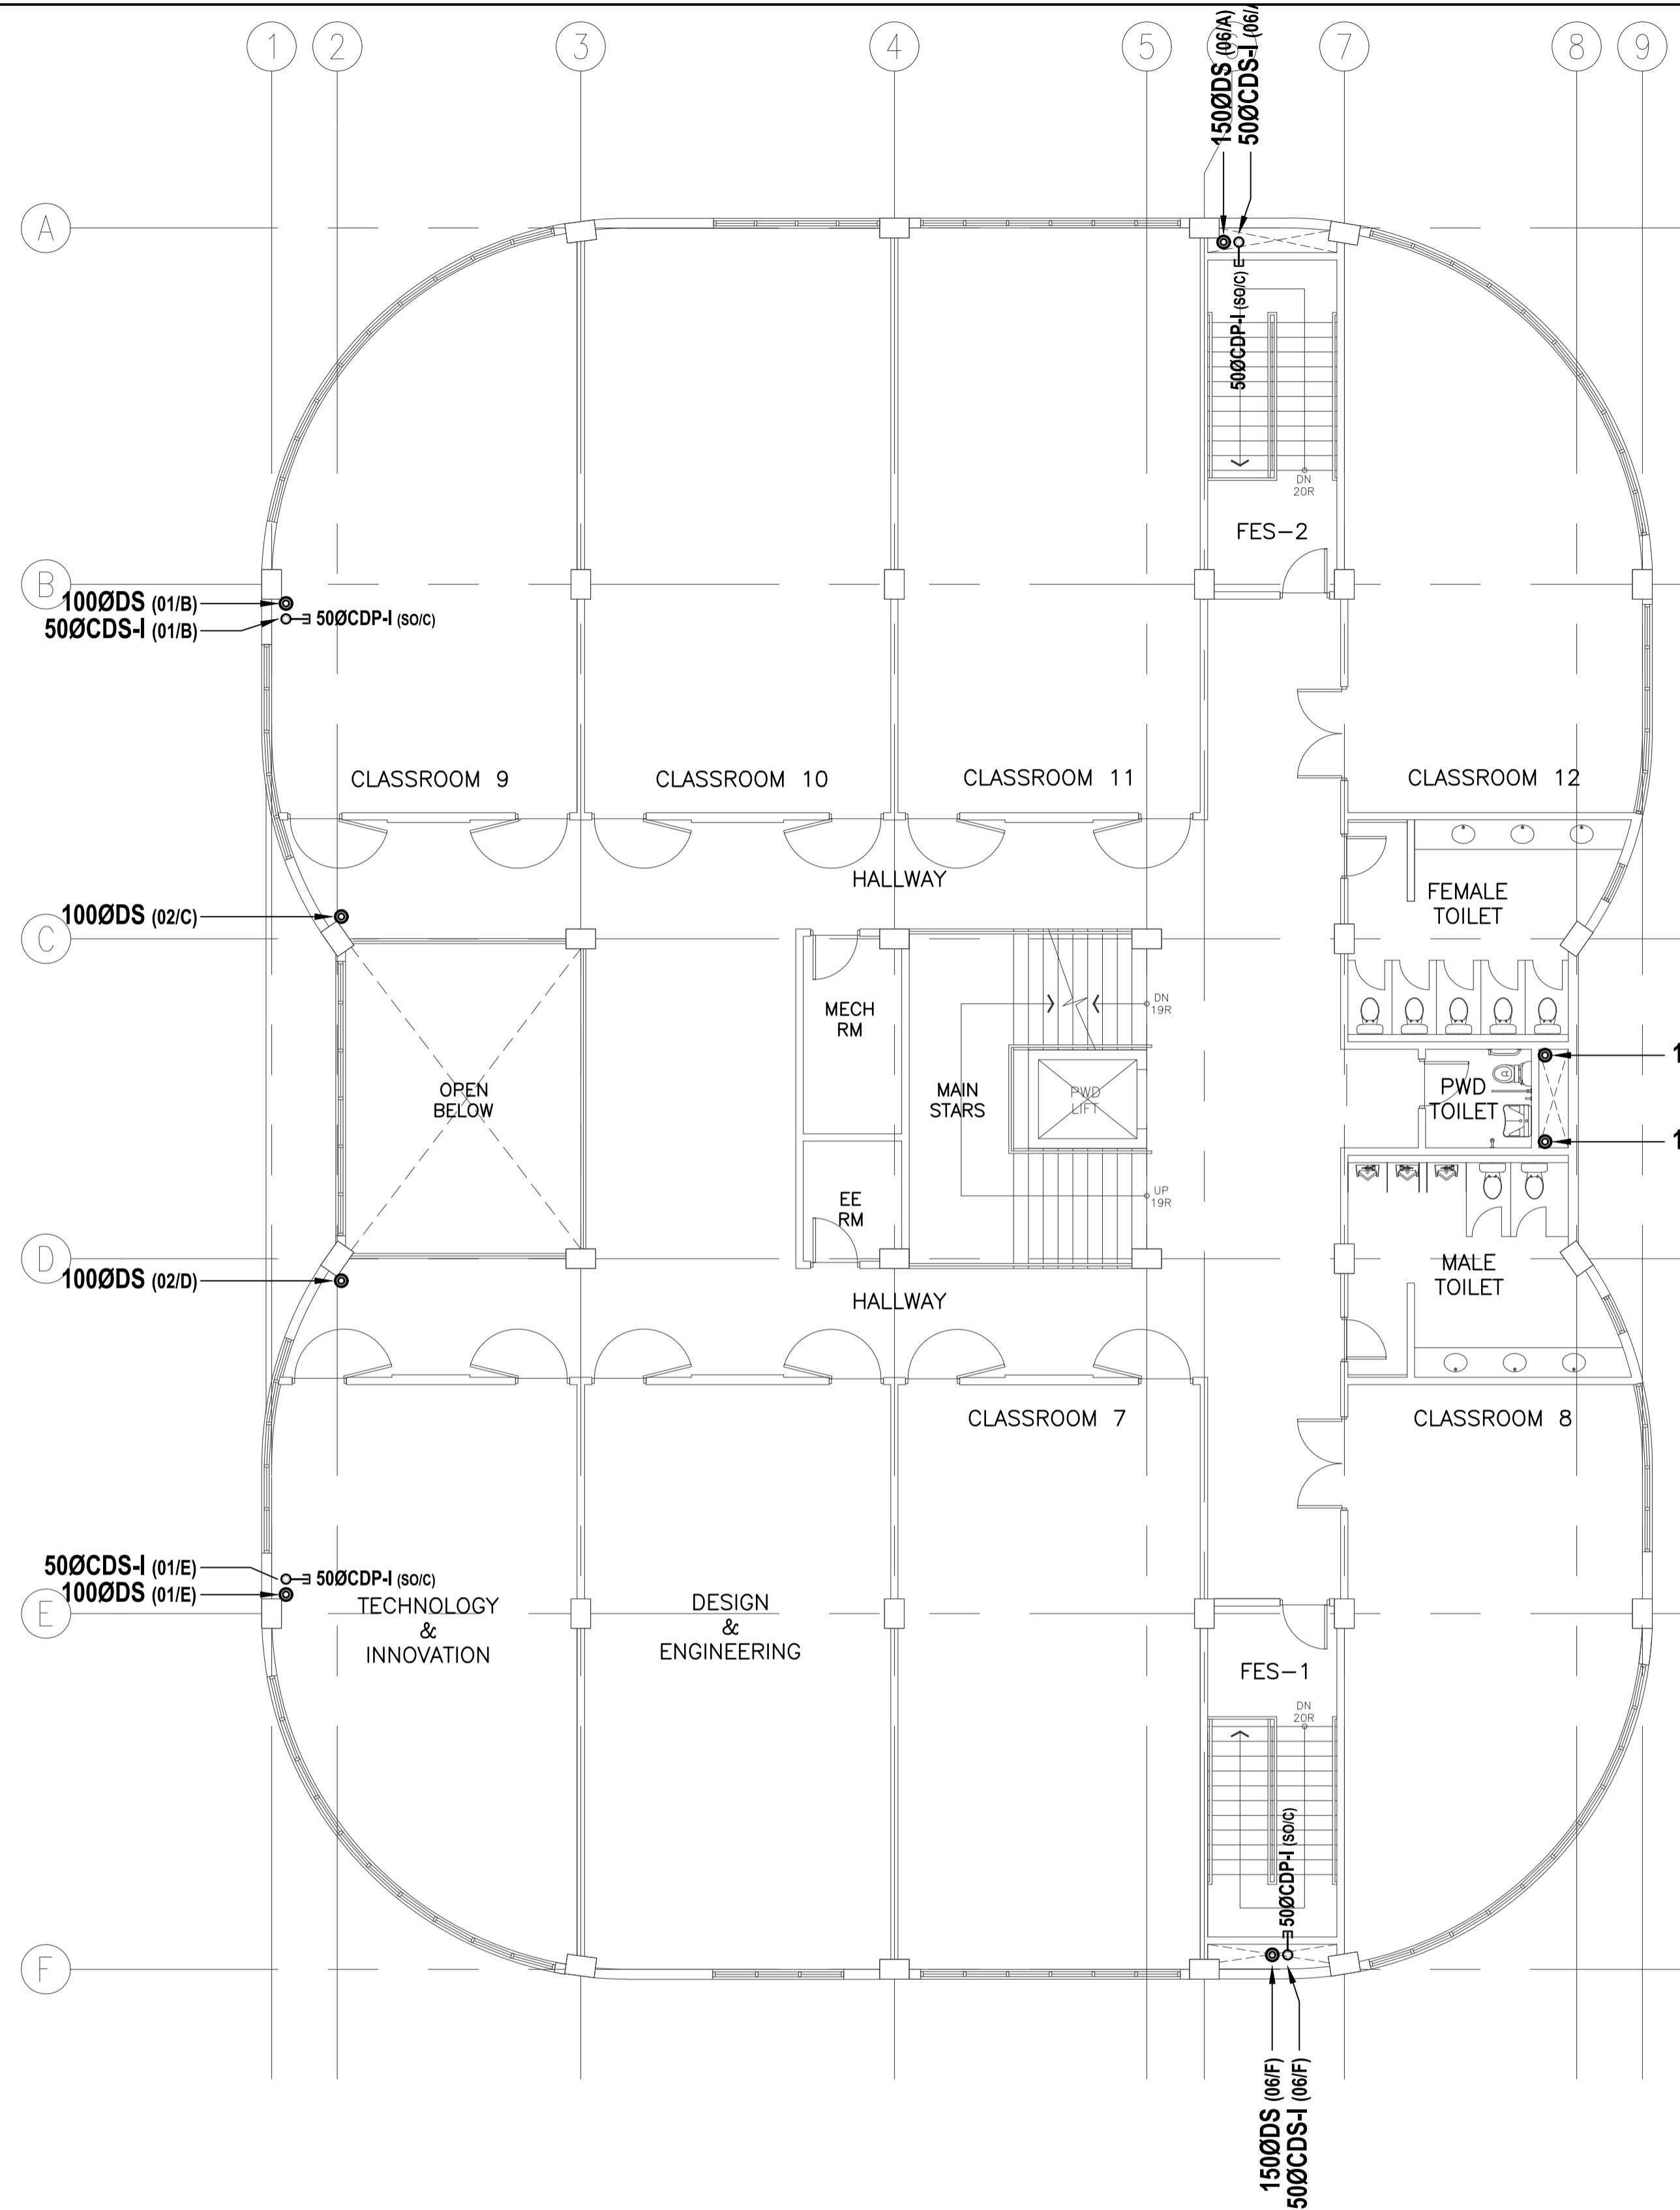 1
2
3
4
5
7
8
9
150ØDS (06/A)
50ØCDS-I (06/
A
50ØCDP-I (SO/C)
DN
20R
FES-2
B
100ØDS (01/B)
50ØCDS-I (01/B)
50ØCDP-I (SO/C)
CLASSROOM 9
CLASSROOM 10
CLASSROOM 11
CLASSROOM 12
HALLWAY
FEMALE
TOILET
100ØDS (02/C)
C
MECH
RM
DN
19R
OPEN
BELOW
MAIN
STARS
PWD
LIFT
PWD
TOILET
1
1
EE
RM
UP
19R
D
100ØDS (02/D)
MALE
TOILET
HALLWAY
CLASSROOM 7
CLASSROOM 8
50ØCDS-I (01/E)
100ØDS (01/E)
50ØCDP-I (SO/C)
E
TECHNOLOGY
&
INNOVATION
DESIGN
&
ENGINEERING
FES-1
DN
20R
50ØCDP-I (SO/C)
F
150ØDS (06/F)
50ØCDS-I (06/F)